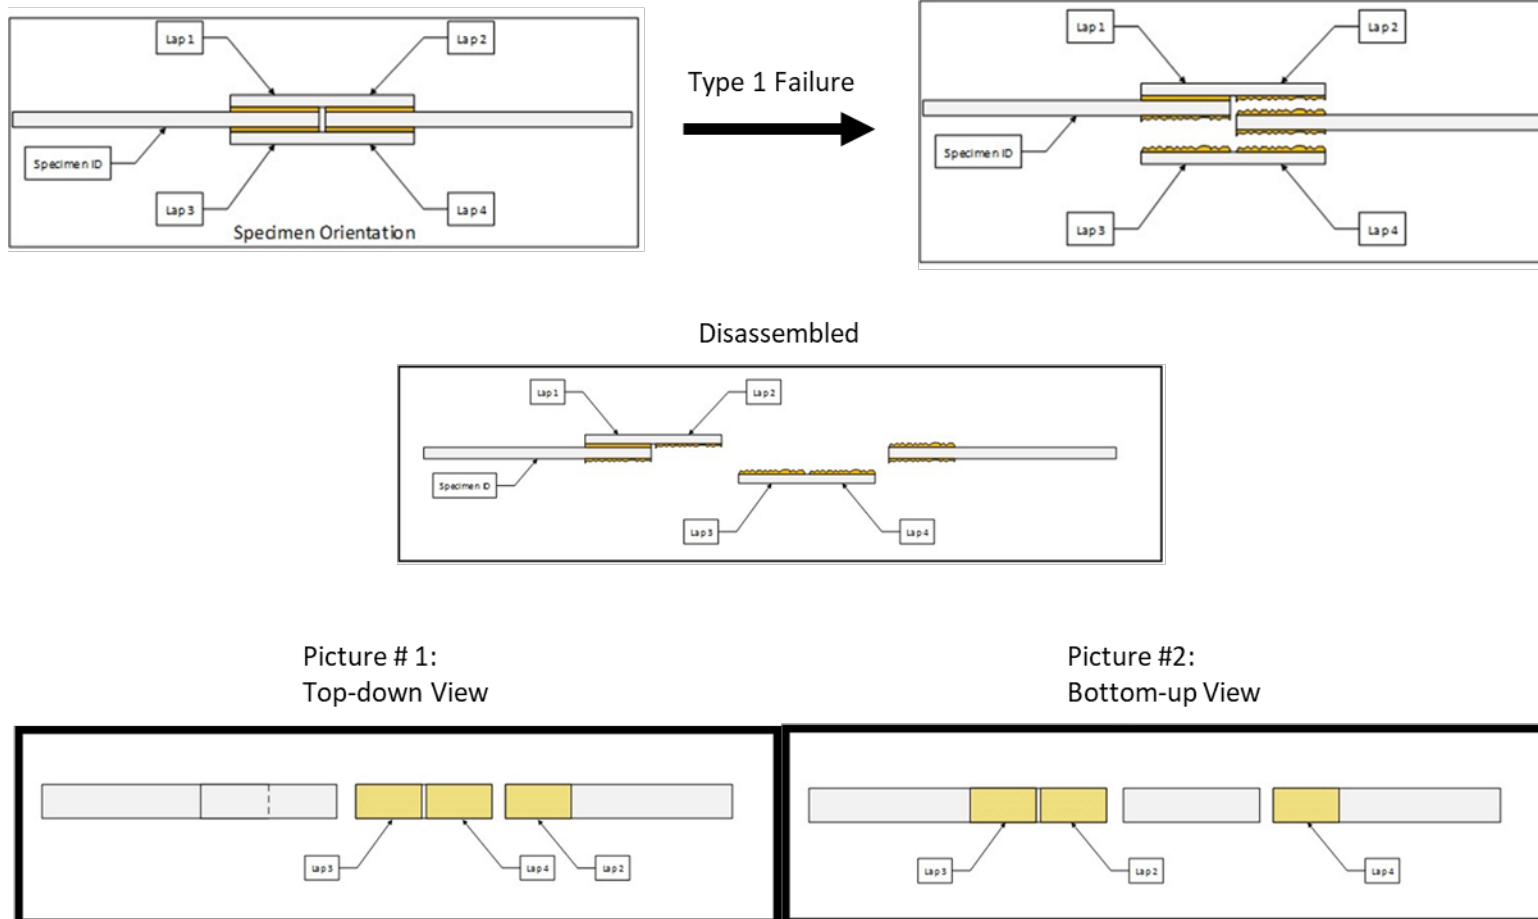 Lap 1
Lap 2
Specimen ID
Lap 3
Lap 4
Specimen Orientation
Type 1 Failure
Lap 1
Lap 2
Specimen ID
Lap 3
Lap 4
Disassembled
Lap 1
Lap 2
Specimen ID
Lap 3
Lap 4
Picture # 1:
Top-down View
Lap 3
Lap 4
Lap 2
Picture #2:
Bottom-up View
Lap 3
Lap 2
Lap 4